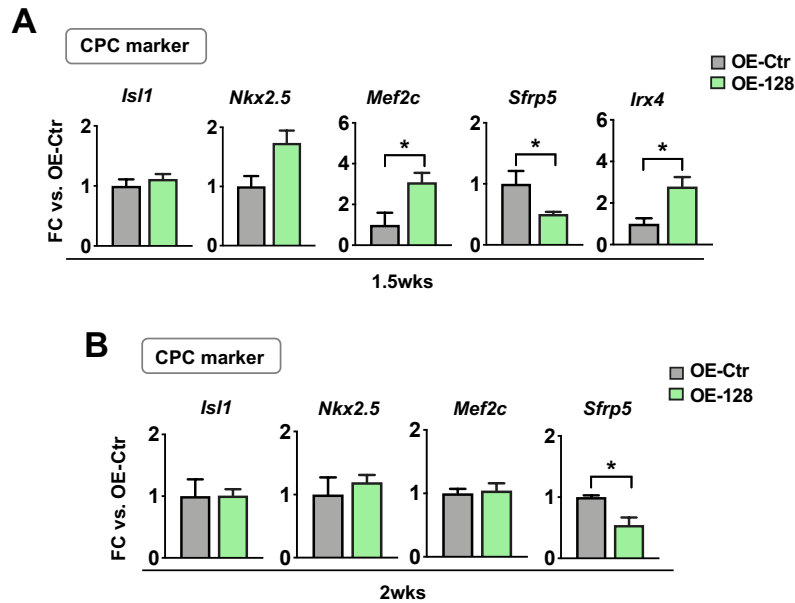 A
CPC marker
OE-Ctr
OE-128
Isl1
Nkx2.5
Mef2c
Sfrp5
Irx4
FC vs. OE-Ctr
2
1
0
2
1
0
6
4
2
0
*
2
1
0
*
6
4
2
0
*
1.5wks
B
CPC marker
OE-Ctr
OE-128
Isl1
Nkx2.5
Mef2c
Sfrp5
FC vs. OE-Ctr
2
1
0
2
1
0
2
1
0
2
1
0
*
2wks